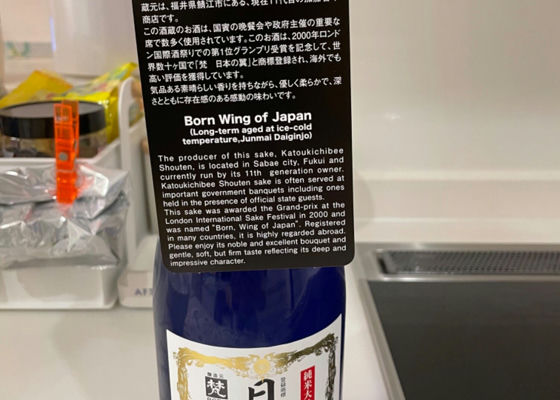 蔵元は、福井県鯖江市にある、現在11代目の加藤吉平
商店です。
この酒蔵のお酒は、国賓の晩餐会や政府主催の重要な
席で数多く使用されています。このお酒は、2000年ロンド
ン国際酒祭りでの第1位グランプリ受賞を記念して、世
界数十ヶ国で「梵　日本の翼」と商標登録され、海外でも
高い評価を獲得しています。
気品ある素晴らしい香りを持ちながら、優しく柔らかで、深
さとともに存在感のある感動の味わいです。
Born Wing of Japan
(Long-term aged at ice-cold
temperature,Junmai Daiginjo)
The producer of this sake, Katoukichibee
Shouten, is located in Sabae city, Fukui and
currently run by its 11th generation owner.
Katoukichibee Shouten sake is often served at
important government banquets including ones
held in the presence of official state guests.
This sake was awarded the Grand-prix at the
London International Sake Festival in 2000 and
was named "Born, Wing of Japan". Registered
in many countries, it is highly regarded abroad.
Please enjoy its noble and excellent bouquet and
gentle, soft, but firm taste reflecting its deep and
impressive character.
醸造元
梵
日
登録商標
純米大